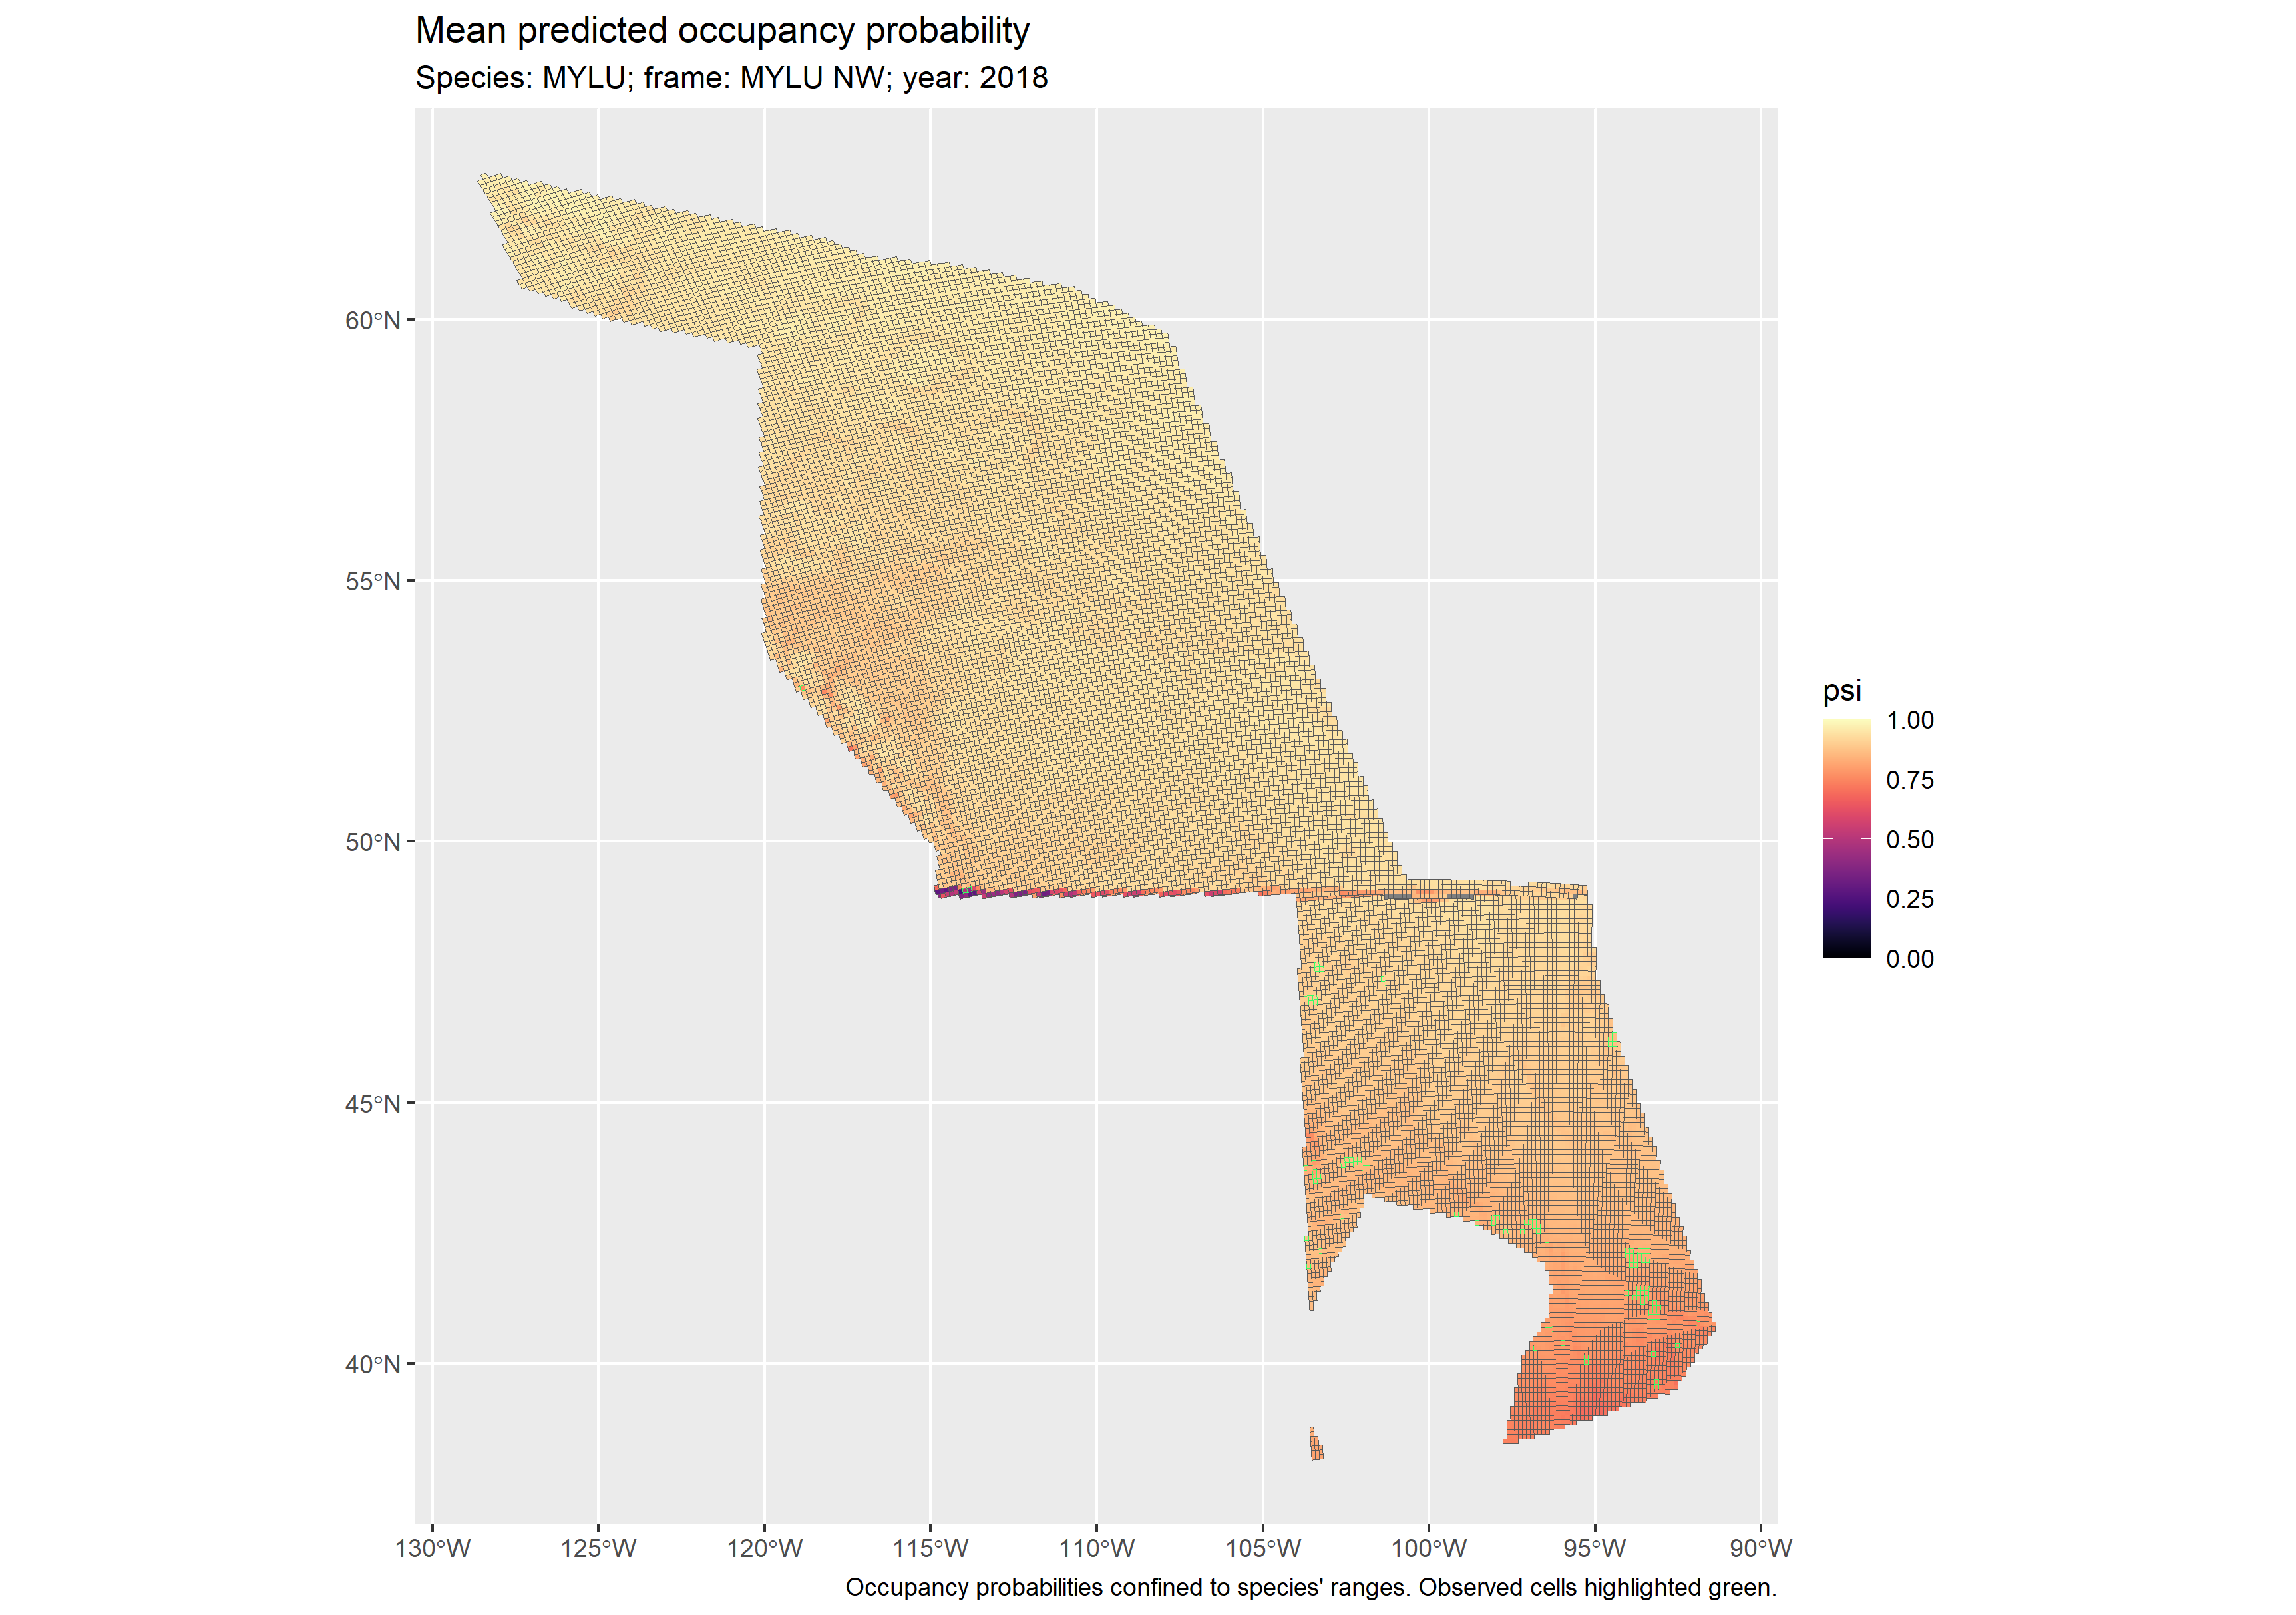 Mean predicted occupancy probability
Species: MYLU; frame: MYLU NW; year: 2018
60°N
55°N
50°N
45°N
40°N
130°W 125°W 120°W 115°W 110°W 105°W 100°W 95°W 90°W
psi
1.00
0.75
0.50
0.25
0.00
Occupancy probabilities confined to species' ranges. Observed cells highlighted green.